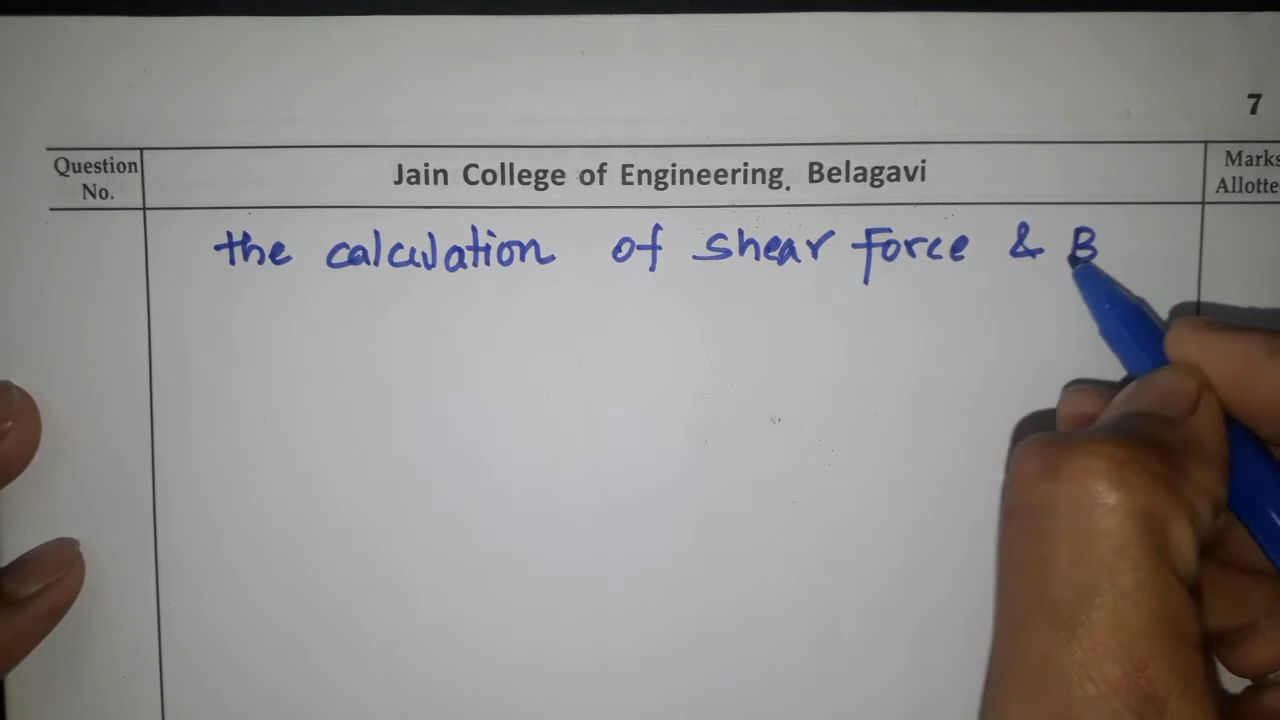 7
Question No.
Jain College of Engineering, Belagavi
Marks Allotte
the calculation of shear force & B